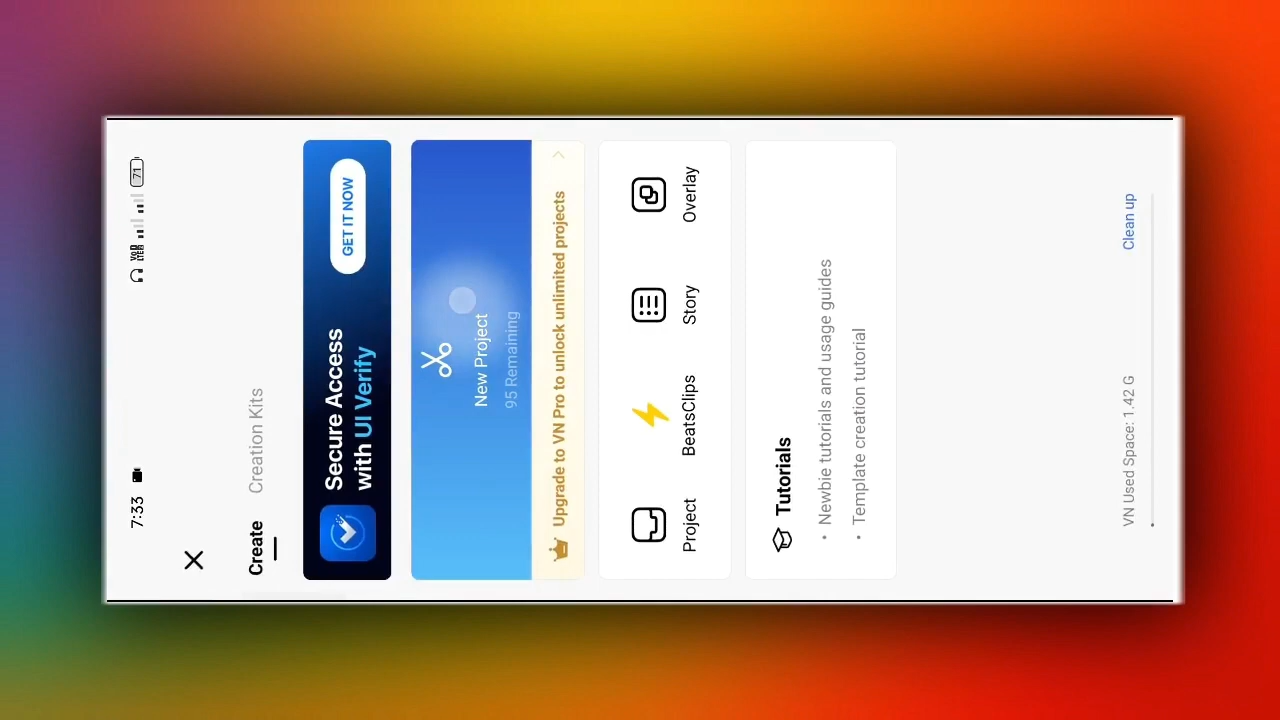 7:33
VoD
LTE
71
Create Creation Kits
Secure Access
with UI Verify
GET IT NOW
New Project
95 Remaining
Upgrade to VN Pro to unlock unlimited projects
Project BeatsClips Story Overlay
Tutorials
• Newbie tutorials and usage guides
• Template creation tutorial
VN Used Space: 1.42 G Clean up